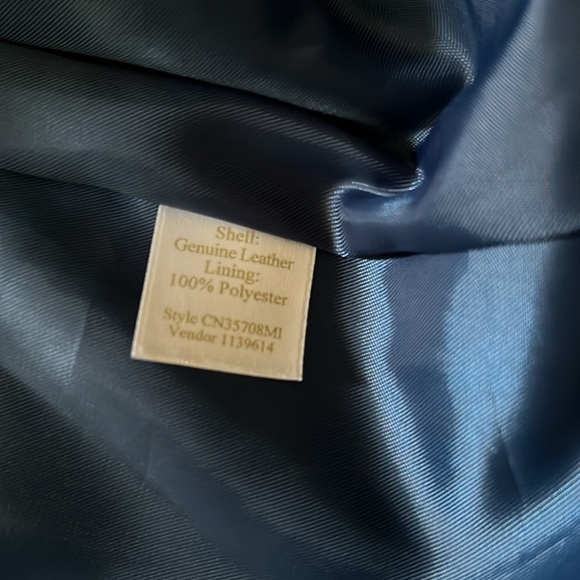 Shell:
Genuine Leather
Lining:
100% Polyester
Style CN35708MI
Vendor 1139614